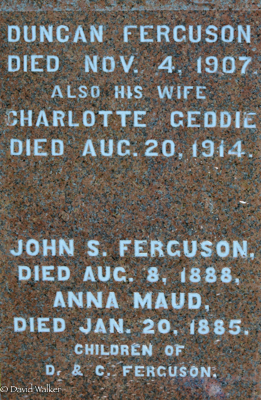 DUNCAN FERGUSON
DIED NOV. 4, 1907.
ALSO HIS WIFE
CHARLOTTE GEDDIE
DIED AUG. 20, 1914.
JOHN S. FERGUSON,
DIED AUG. 8, 1888,
ANNA MAUD,
DIED JAN. 20, 1885.
CHILDREN OF
D. & C. FERGUSON.
©David Walker